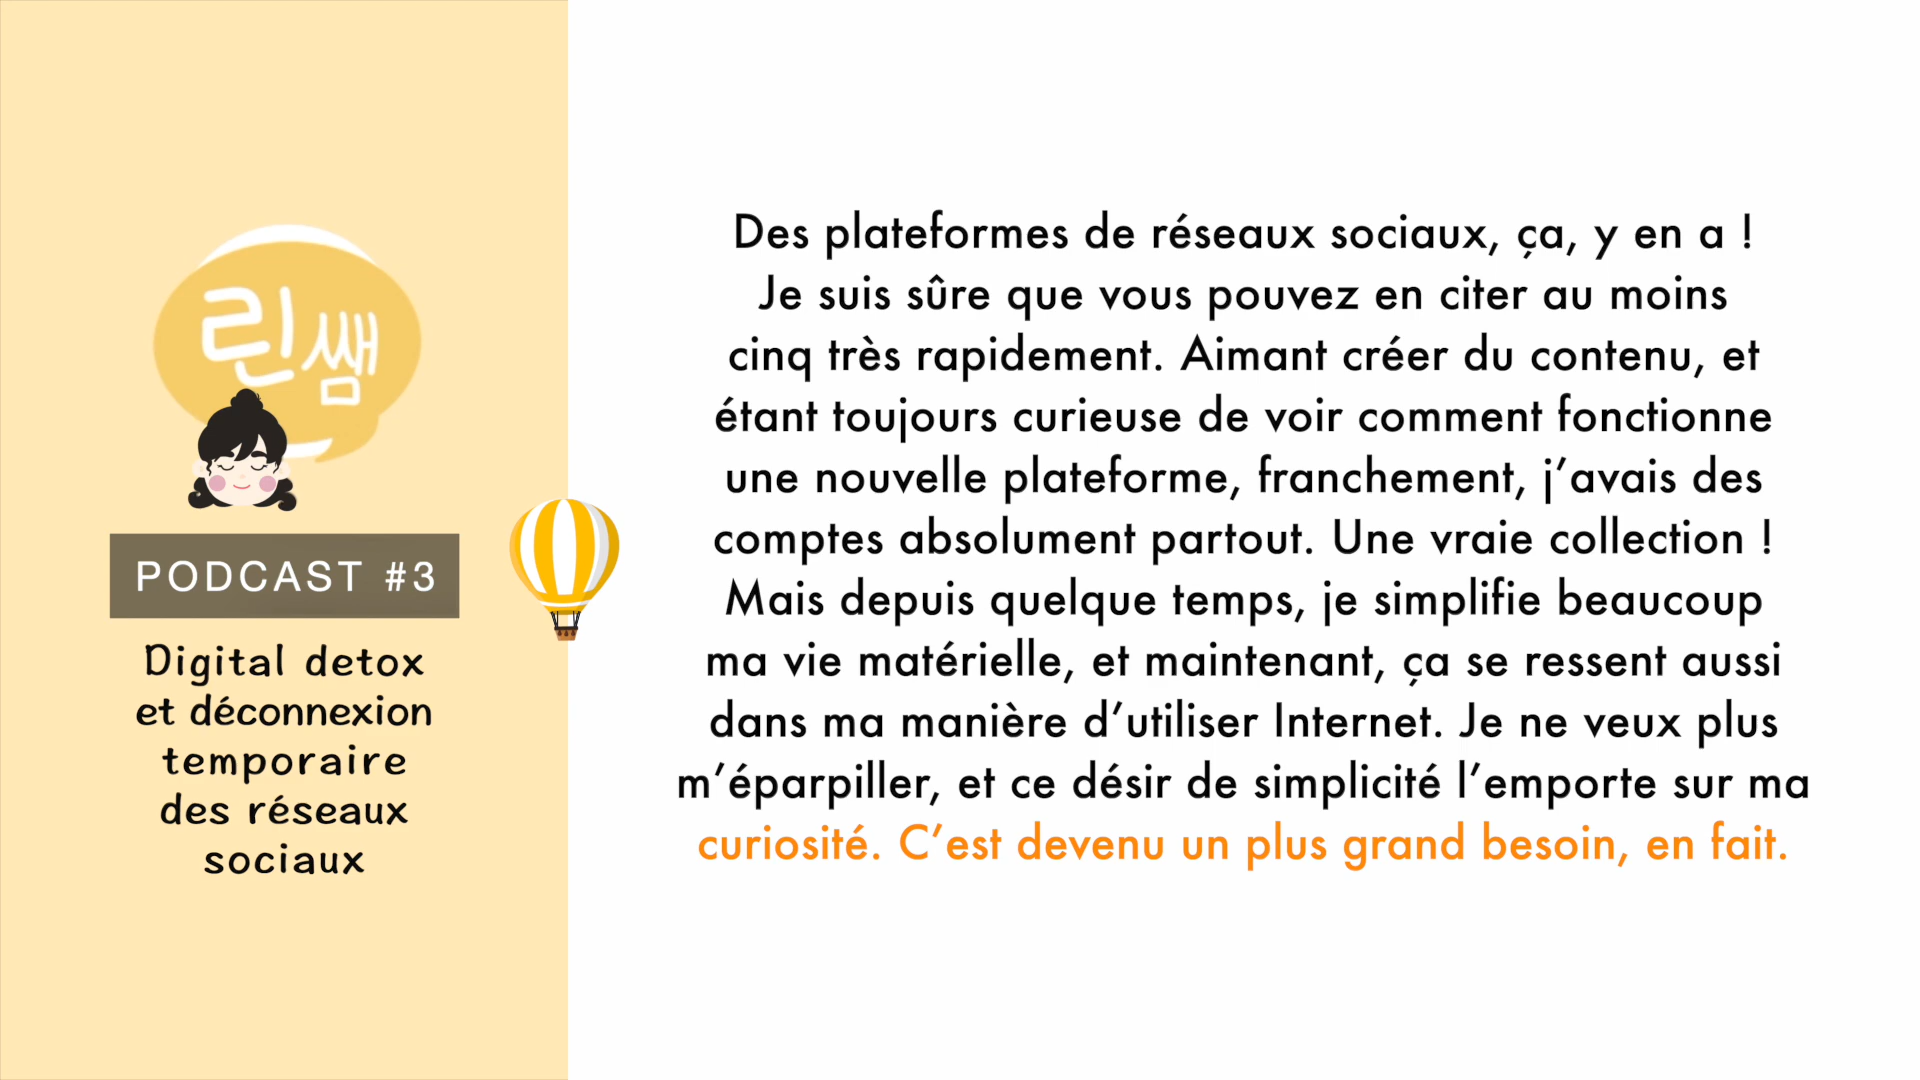 린쌤
PODCAST #3
Digital detox
et déconnexion
temporaire
des réseaux
sociaux
Des plateformes de réseaux sociaux, ça, y en a !
Je suis sûre que vous pouvez en citer au moins
cinq très rapidement. Aimant créer du contenu, et
étant toujours curieuse de voir comment fonctionne
une nouvelle plateforme, franchement, j’avais des
comptes absolument partout. Une vraie collection !
Mais depuis quelque temps, je simplifie beaucoup
ma vie matérielle, et maintenant, ça se ressent aussi
dans ma manière d’utiliser Internet. Je ne veux plus
m’éparpiller, et ce désir de simplicité l’emporte sur ma
curiosité. C’est devenu un plus grand besoin, en fait.